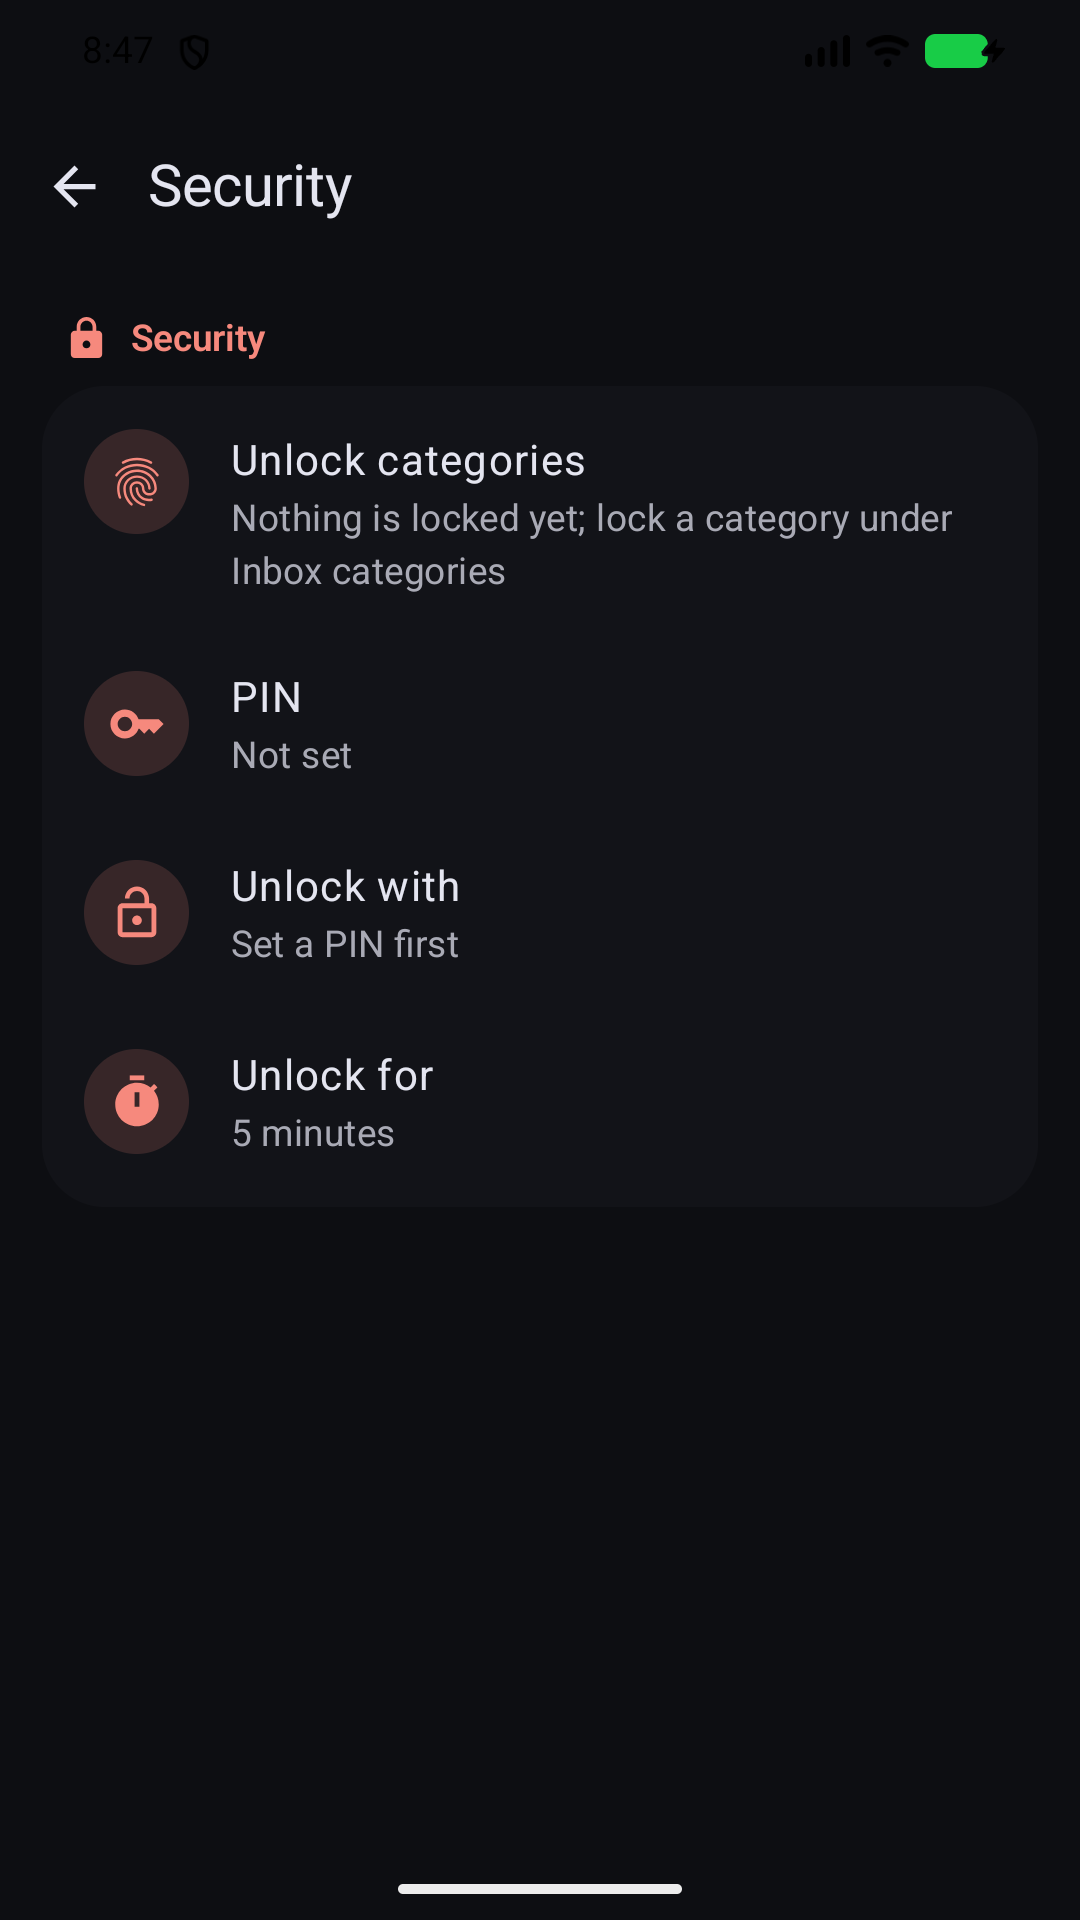 8:47
Security
Security
Unlock categories
Nothing is locked yet; lock a category under
Inbox categories
PIN
Not set
Unlock with
Set a PIN first
Unlock for
5 minutes